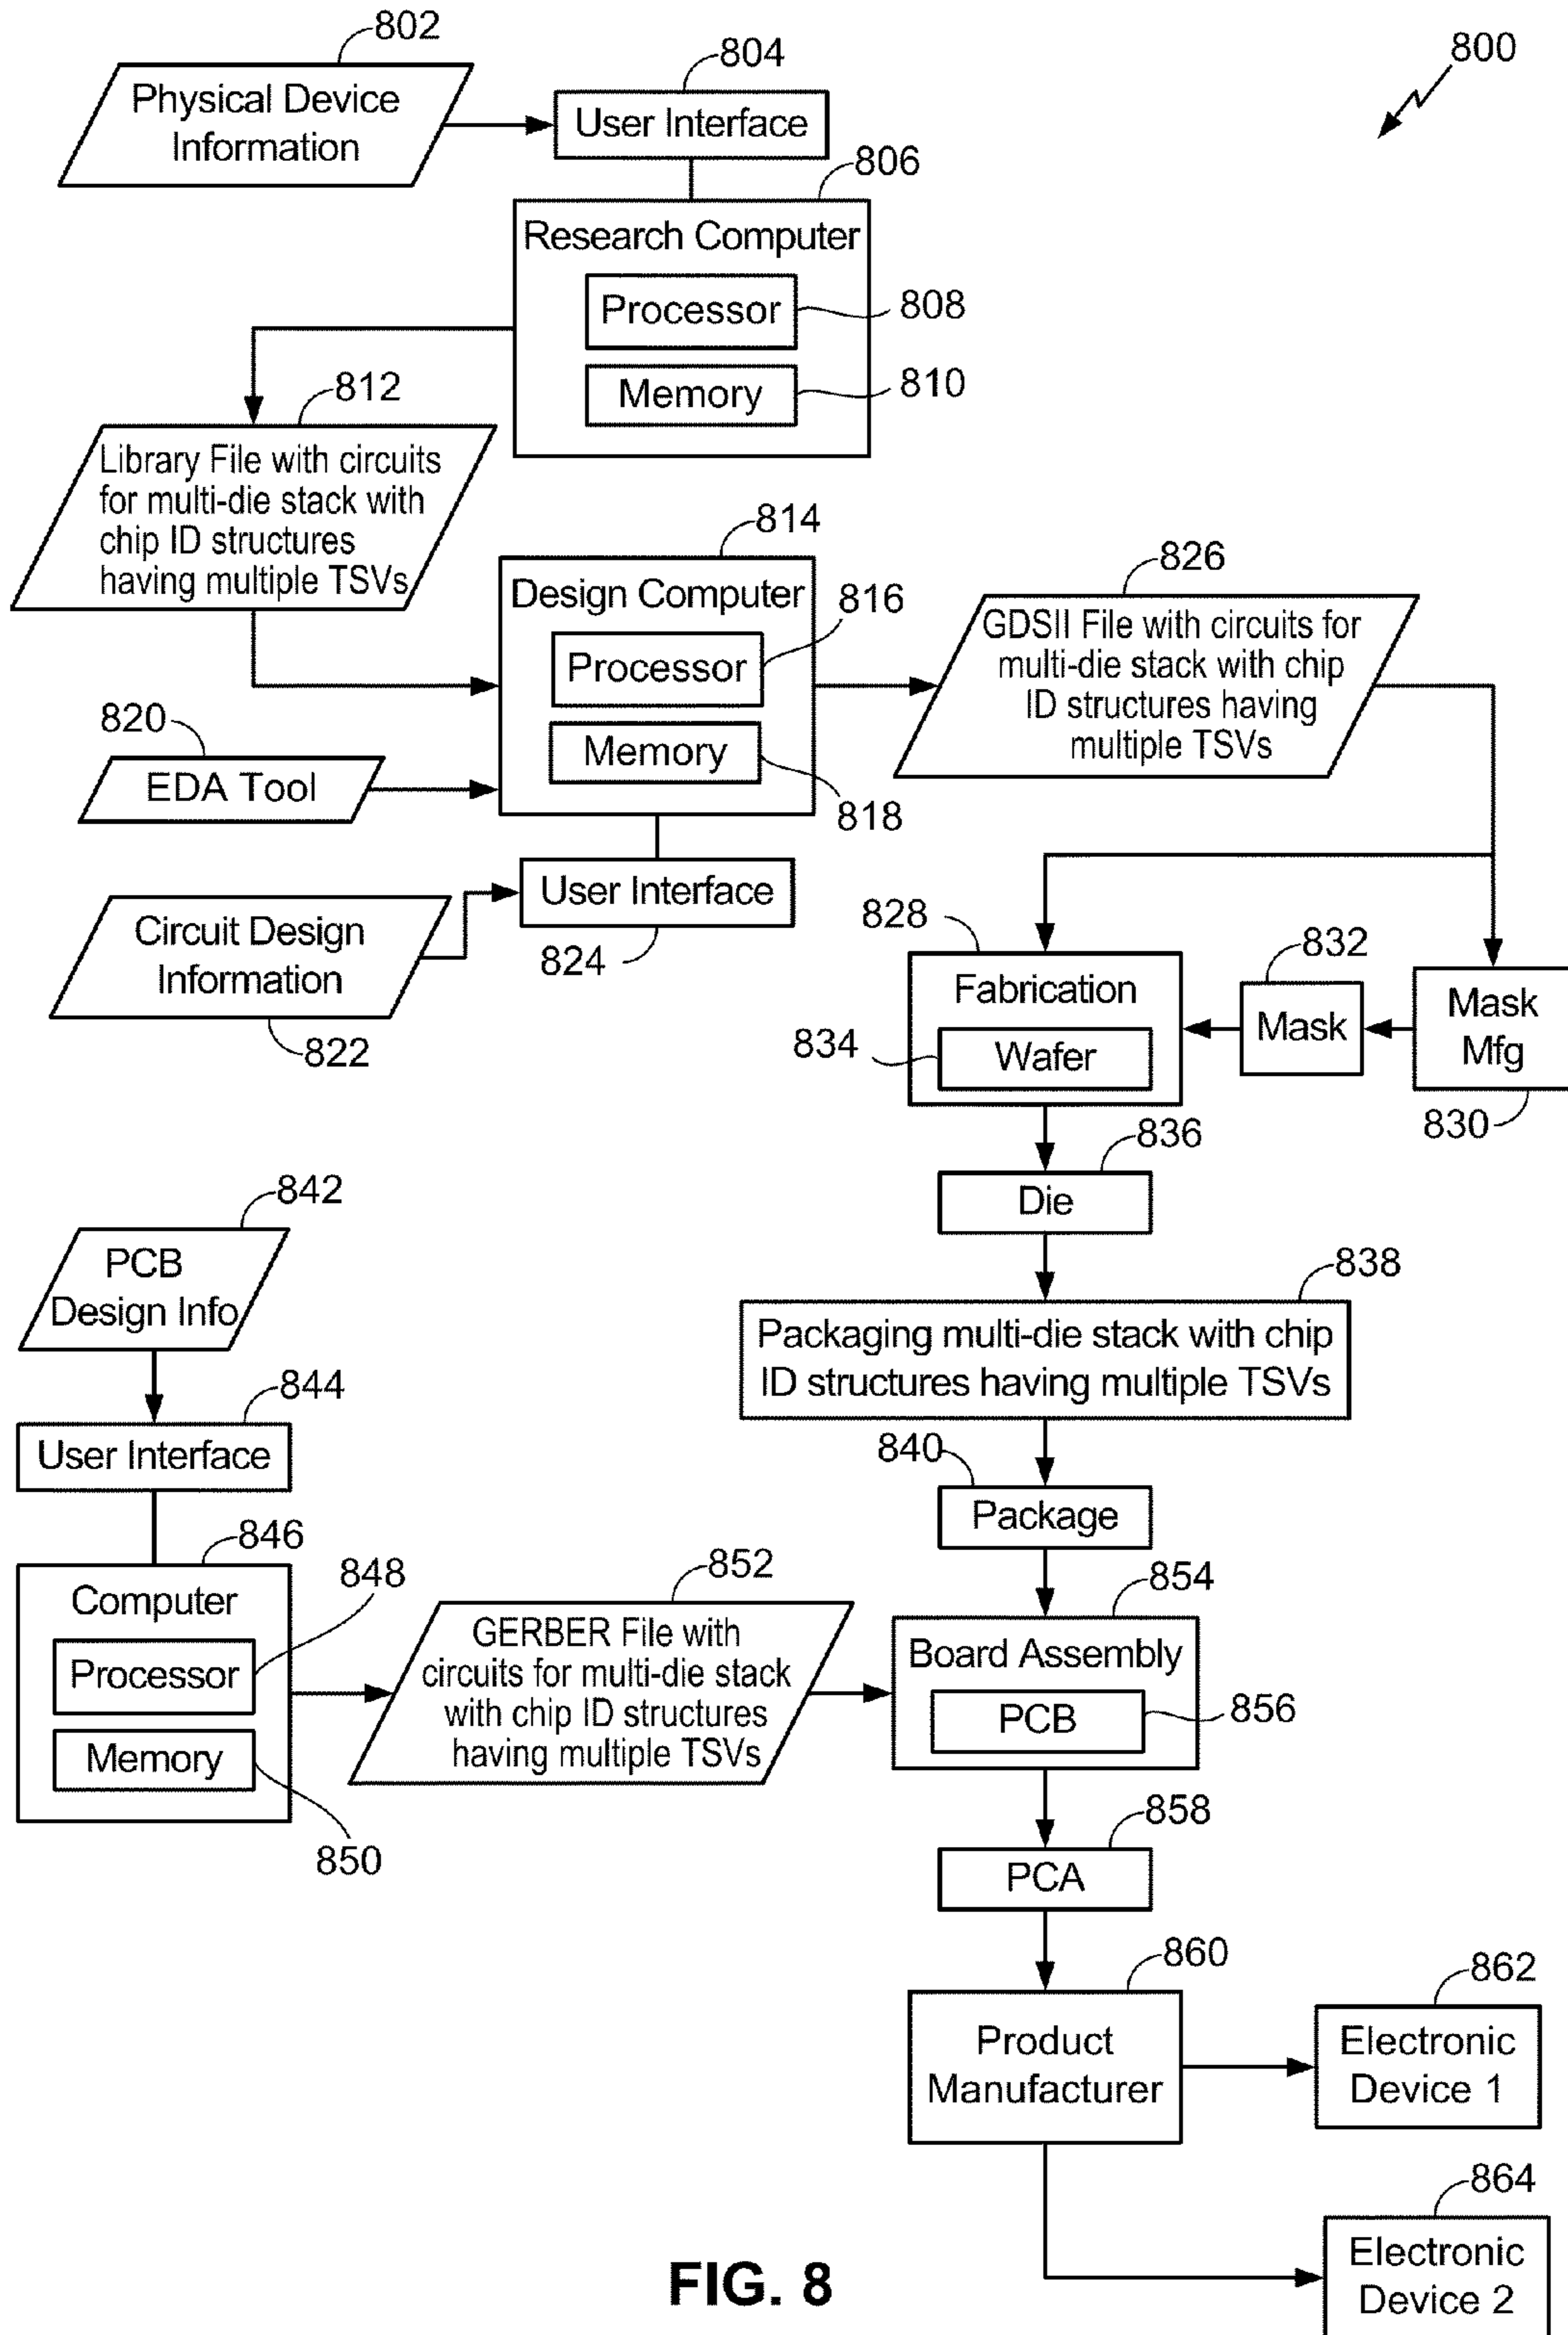 802
Physical Device
Information
804
User Interface
800
806
Research Computer
Processor
808
Memory
810
812
Library File with circuits
for multi-die stack with
chip ID structures
having multiple TSVs
814
Design Computer
816
Processor
Memory
818
820
EDA Tool
User Interface
824
Circuit Design
Information
822
826
GDSII File with circuits for
multi-die stack with chip
ID structures having
multiple TSVs
828
Fabrication
834
Wafer
832
Mask
Mask
Mfg
830
836
Die
838
Packaging multi-die stack with chip
ID structures having multiple TSVs
840
Package
842
PCB
Design Info
844
User Interface
846
Computer
848
Processor
Memory
850
852
GERBER File with
circuits for multi-die stack
with chip ID structures
having multiple TSVs
854
Board Assembly
PCB
856
858
PCA
860
Product
Manufacturer
862
Electronic
Device 1
864
Electronic
Device 2
FIG. 8